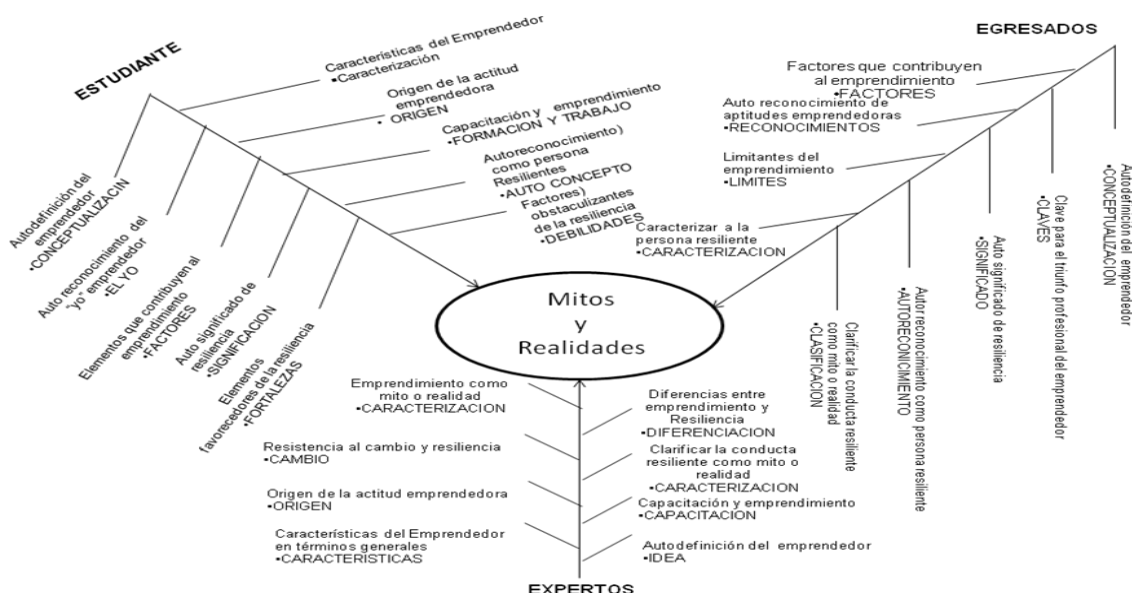 ESTUDIANTE
Características del Emprendedor
•Caracterización
Origen de la actitud
emprendedora
• ORIGEN
Capacitación y emprendimiento
•FORMACION Y TRABAJO
Autoreconocimiento)
como persona
Resilientes
•AUTO CONCEPTO
Factores)
obstaculizantes
de la resiliencia
•DEBILIDADES
Autodefinición del
emprendedor
•CONCEPTUALIZACIN
Auto reconocimiento del
"yo" emprendedor
•EL YO
Elementos que contribuyen al
emprendimiento
•FACTORES
Auto significado de
resiliencia
•SIGNIFICACION
Elementos
favorecedores de la resiliencia
•FORTALEZAS
EGRESADOS
Factores que contribuyen
al emprendimiento
•FACTORES
Auto reconocimiento de
aptitudes emprendedoras
•RECONOCIMIENTOS
Limitantes del
emprendimiento
•LIMITES
Caracterizar a la
persona resiliente
•CARACTERIZACION
Clarificar la conducta resiliente
como mito o realidad
•CLASIFICACION
Autor reconocimiento como persona resiliente
•AUTORECONICIMIENTO
Auto significado de resiliencia
•SIGNIFICADO
Clave para el triunfo profesional del emprendedor
•CLAVES
Autodefinición del emprendedor
•CONCEPTUALIZACION
Mitos
y
Realidades
Emprendimiento como
mito o realidad
•CARACTERIZACION
Resistencia al cambio y resiliencia
•CAMBIO
Origen de la actitud emprendedora
•ORIGEN
Características del Emprendedor
en términos generales
•CARACTERISTICAS
Diferencias entre
emprendimiento y
Resiliencia
•DIFERENCIACION
Clarificar la conducta
resiliente como mito o
realidad
•CARACTERIZACION
Capacitación y emprendimiento
•CAPACITACION
Autodefinición del emprendedor
•IDEA
EXPERTOS